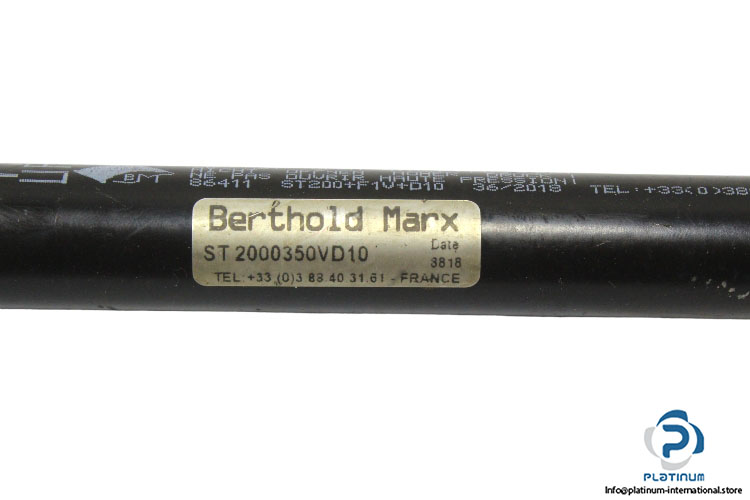 BM
NE PAS OUVRIR HAUTE PRESSION!
86411 ST200+F1V+D10 36/2018
TEL:+33(0)38
Berthold Marx
ST 2000350VD10
Date
3818
TEL: +33 (0)3 88 40 31.61 - FRANCE
PLATINUM
Info@platinum-international.store